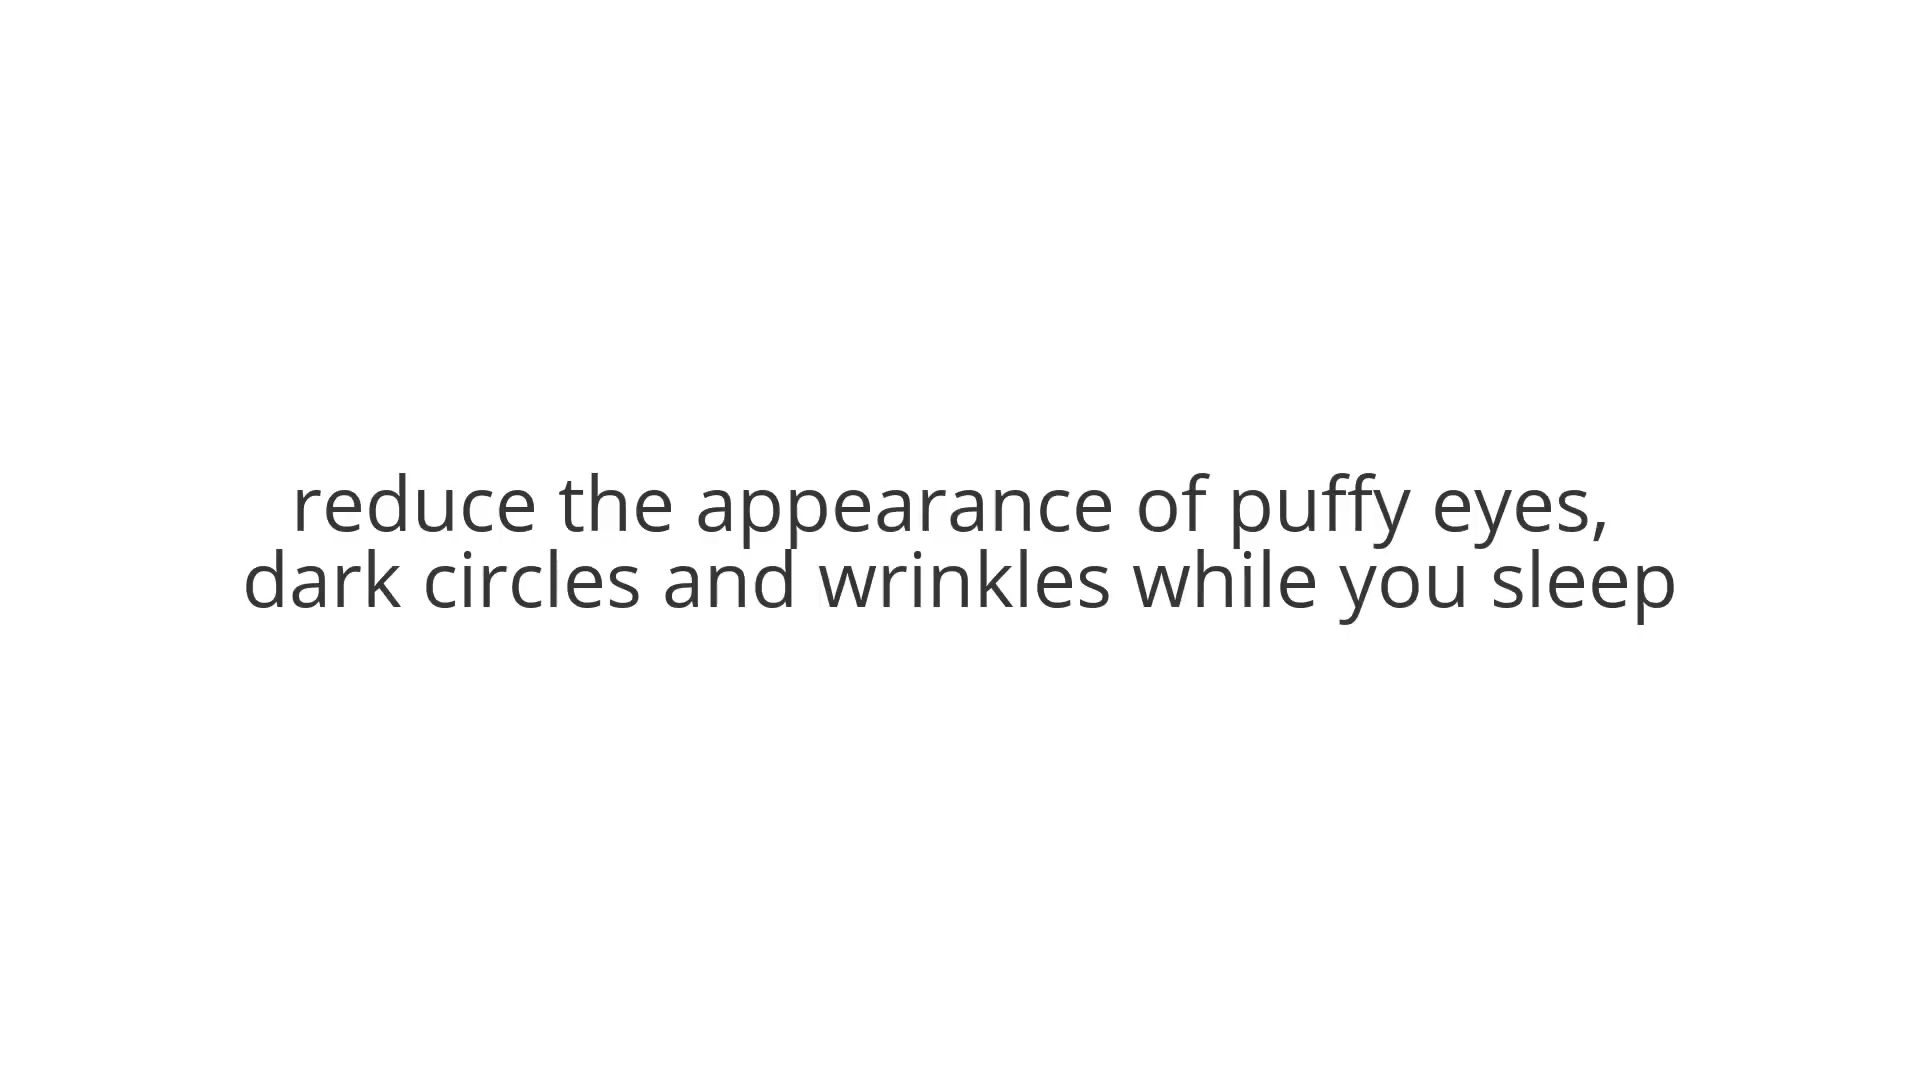 reduce the appearance of puffy eyes,
dark circles and wrinkles while you sleep